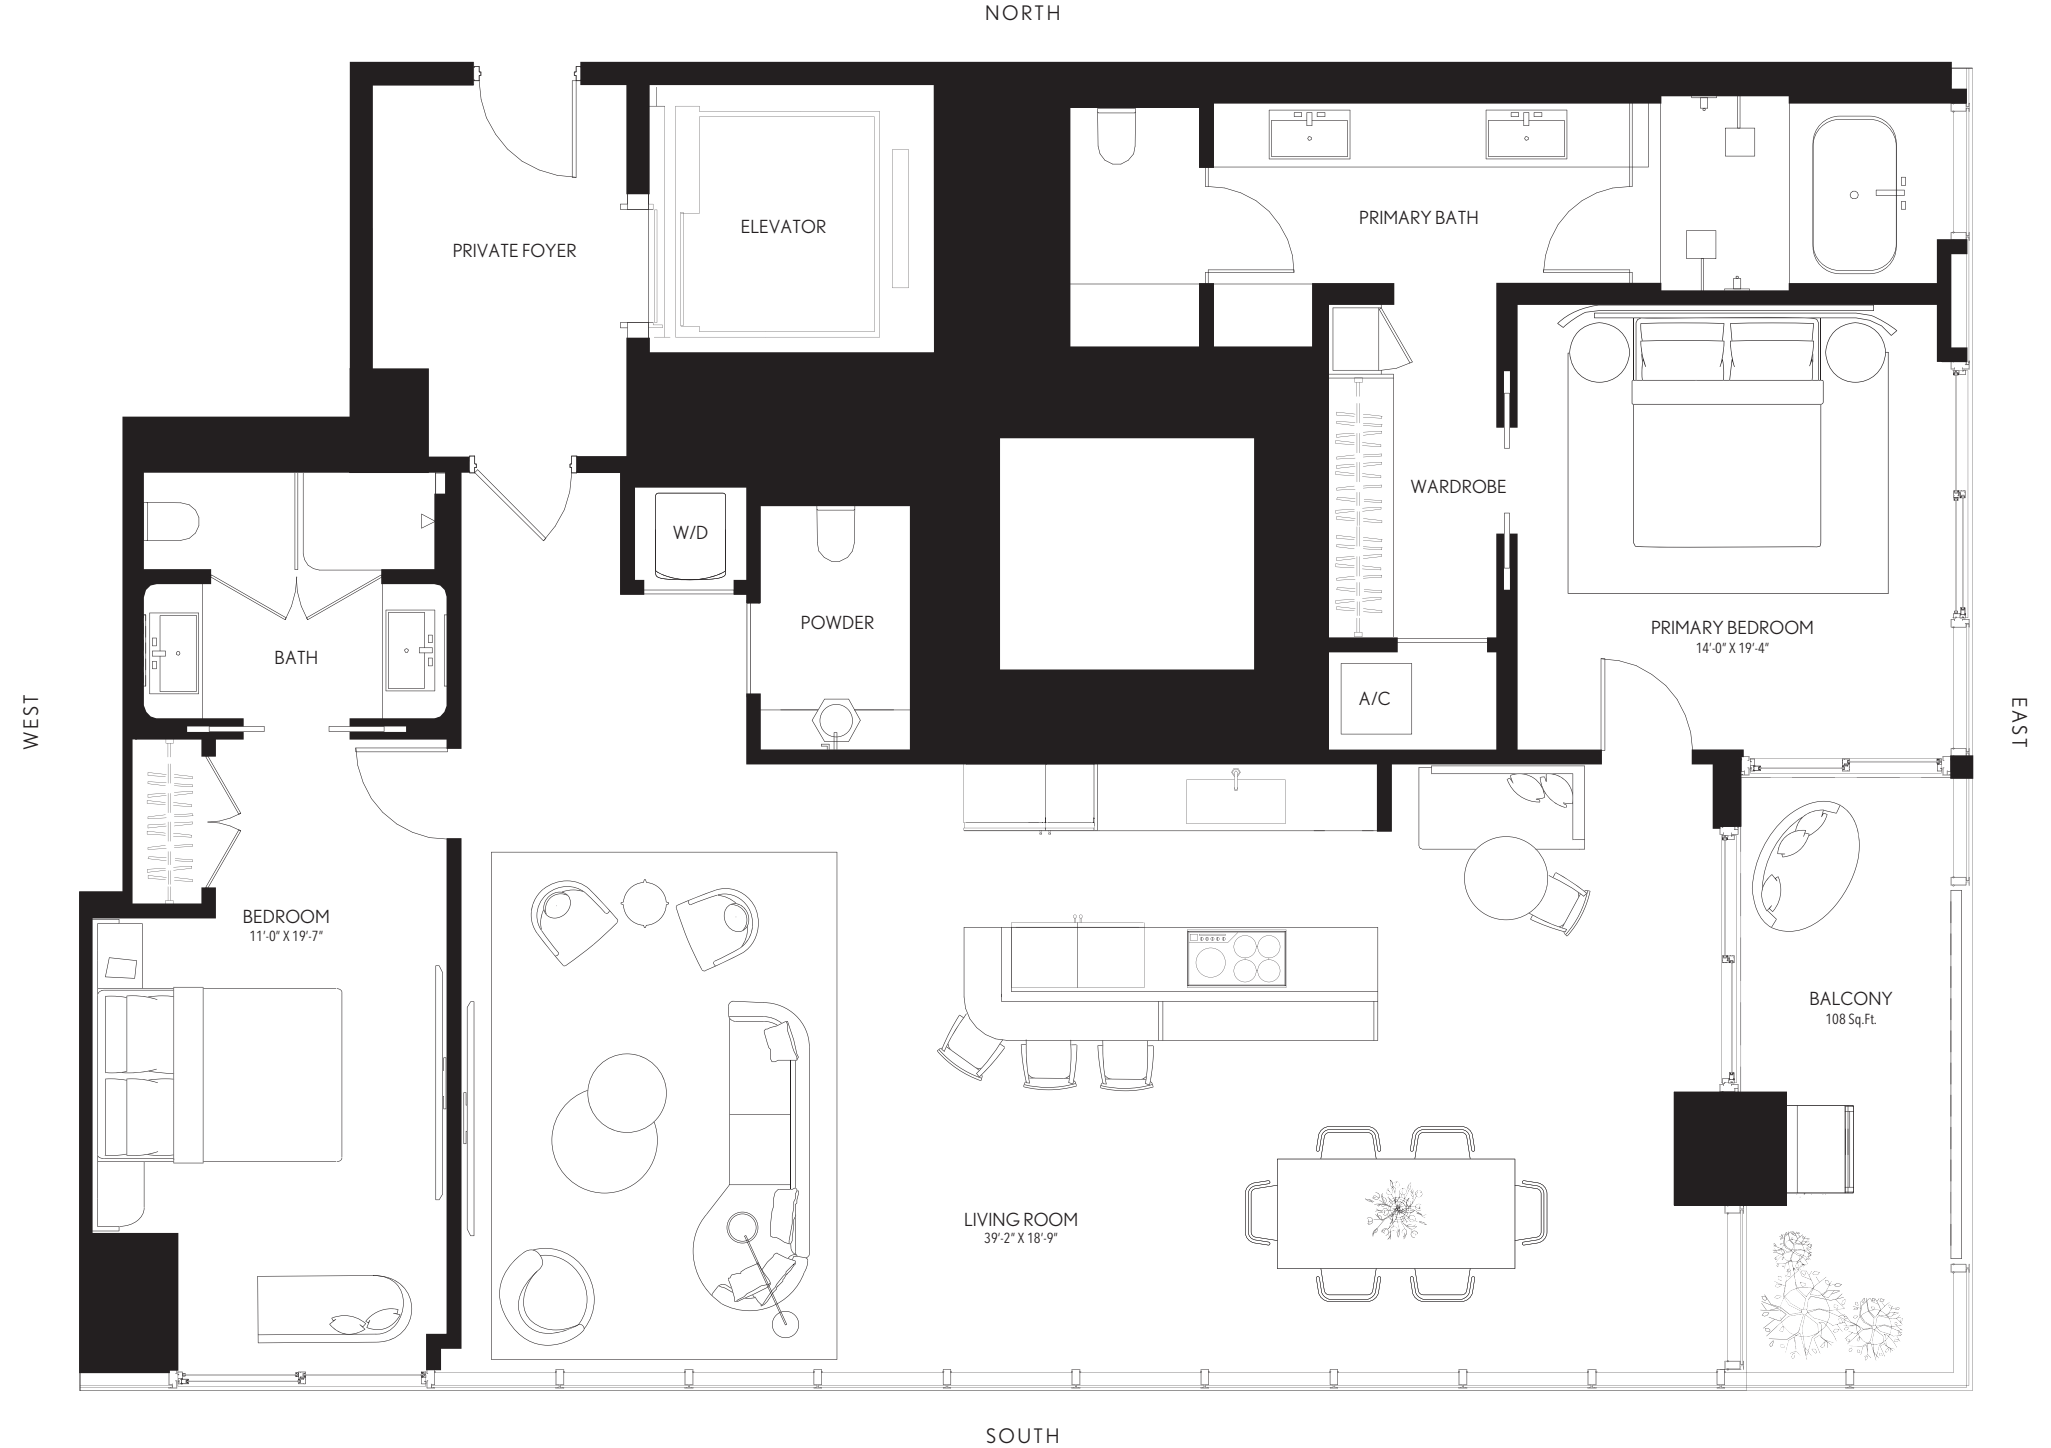 NORTH
PRIVATE FOYER
ELEVATOR
PRIMARY BATH
WARDROBE
W/D
POWDER
BATH
PRIMARY BEDROOM
14'-0" X 19'-4"
A/C
WEST
EAST
BEDROOM
11'-0" X 19'-7"
BALCONY
108 Sq.Ft.
LIVING ROOM
39'-2" X 18'-9"
SOUTH